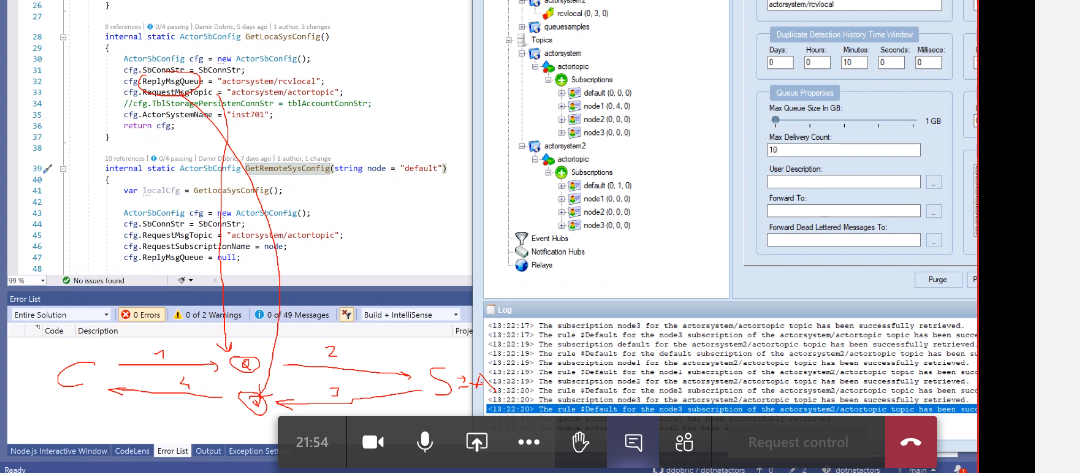 26
27 }
9 references | 0/4 passing | Damir Dobric, 5 days ago | 1 author, 3 changes
28 internal static ActorSbConfig GetLocaSysConfig()
29 {
30 ActorSbConfig cfg = new ActorSbConfig();
31 cfg.SbConnStr = SbConnStr;
32 cfg.ReplyMsgQueue = "actorsystem/rcvlocal";
33 cfg.RequestMsgTopic = "actorsystem/actortopic";
34 //cfg.TblStoragePersistenConnStr = tblAccountConnStr;
35 cfg.ActorSystemName = "inst701";
36 return cfg;
37 }
38
10 references | 0/4 passing | Damir Dobric, 7 days ago | 1 author, 1 change
39 internal static ActorSbConfig GetRemoteSysConfig(string node = "default")
40 {
41 var localCfg = GetLocaSysConfig();
42
43 ActorSbConfig cfg = new ActorSbConfig();
44 cfg.SbConnStr = SbConnStr;
45 cfg.RequestMsgTopic = "actorsystem/actortopic";
46 cfg.RequestSubscriptionName = node;
47 cfg.ReplyMsgQueue = null;
48
99 % No issues found
Error List
Entire Solution 0 Errors 0 of 2 Warnings 0 of 49 Messages Build + IntelliSense
Code Description Proje
1 Q 2
C 4 3 S
Node.js Interactive Window CodeLens Error List Output Exception Sett
Ready
rcvlocal (0, 3, 0)
queuesamples
Topics
actorsystem
actortopic
Subscriptions
default (0, 0, 0)
node1 (0, 4, 0)
node2 (0, 0, 0)
node3 (0, 0, 0)
actorsystem2
actortopic
Subscriptions
default (0, 1, 0)
node1 (0, 0, 0)
node2 (0, 0, 0)
node3 (0, 0, 0)
Event Hubs
Notification Hubs
Relays
actorsystem/rcvlocal
Duplicate Detection History Time Window
Days: Hours: Minutes: Seconds: Millisecs:
0 0 10 0 0
Queue Properties
Max Queue Size In GB:
1 GB
Max Delivery Count:
10
User Description:
..
Forward To:
..
Forward Dead Lettered Messages To:
..
Purge
Log
<13:22:17> The subscription node3 for the actorsystem/actortopic topic has been successfully retrieved.
<13:22:17> The rule $Default for the node3 subscription of the actorsystem/actortopic topic has been succ
<13:22:19> The subscription default for the actorsystem2/actortopic topic has been successfully retrieved
<13:22:19> The rule $Default for the default subscription of the actorsystem2/actortopic topic has been s
<13:22:19> The subscription node1 for the actorsystem2/actortopic topic has been successfully retrieved.
<13:22:19> The rule $Default for the node1 subscription of the actorsystem2/actortopic topic has been succ
<13:22:19> The subscription node2 for the actorsystem2/actortopic topic has been successfully retrieved.
<13:22:20> The rule $Default for the node2 subscription of the actorsystem2/actortopic topic has been succ
<13:22:20> The subscription node3 for the actorsystem2/actortopic topic has been successfully retrieved.
<13:22:20> The rule $Default for the node3 subscription of the actorsystem2/actortopic topic has been succ
21:54 Request control
ddobric / dotnetactors 0 2 dotnetactors main